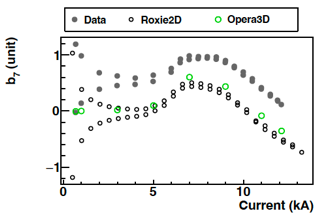 Data Roxie2D Opera3D
b7 (unit)
1
0
−1
0 5 10
Current (kA)